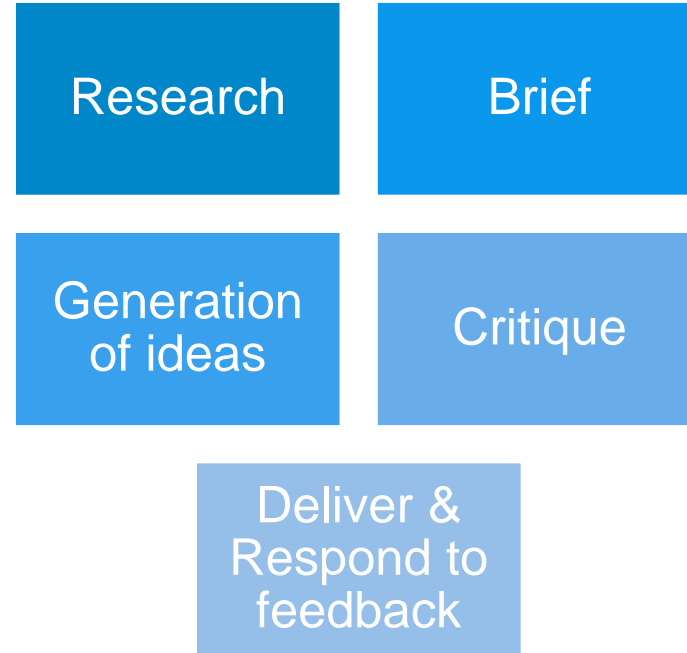 Research
Brief
Generation
of ideas
Critique
Deliver &
Respond to
feedback